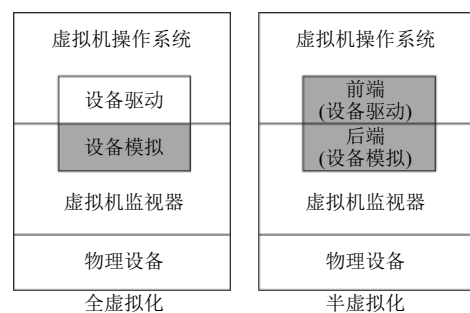 虚拟机操作系统
设备驱动
设备模拟
虚拟机监视器
物理设备
全虚拟化
虚拟机操作系统
前端
(设备驱动)
后端
(设备模拟)
虚拟机监视器
物理设备
半虚拟化